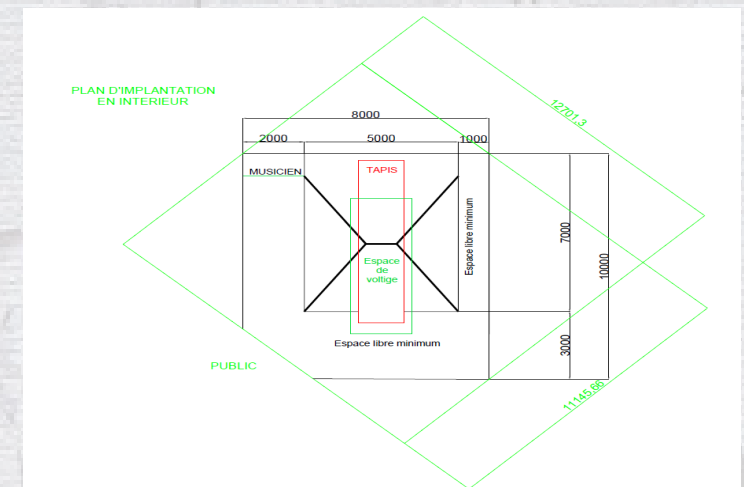 PLAN D'IMPLANTATION
EN INTERIEUR
12701,3
8000
2000
5000
1000
MUSICIEN
TAPIS
Espace libre minimum
7000
10000
Espace
de
voltige
Espace libre minimum
3000
PUBLIC
11145,66